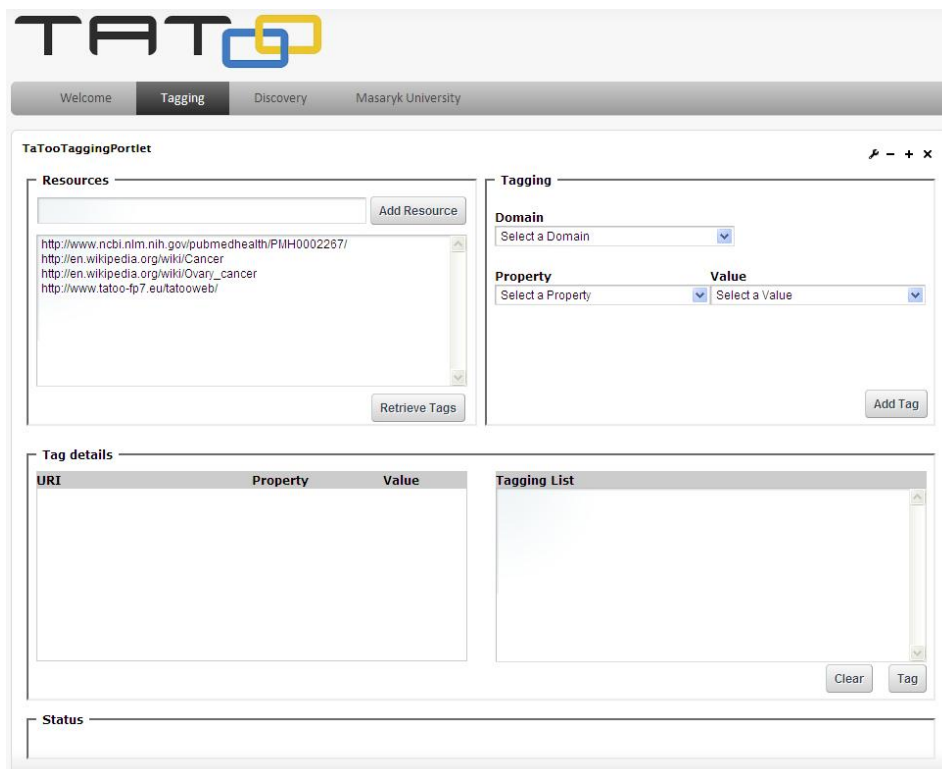 TATOO
Welcome Tagging Discovery Masaryk University
TaTooTaggingPortlet
Resources
Add Resource
http://www.ncbi.nlm.nih.gov/pubmedhealth/PMH0002267/
http://en.wikipedia.org/wiki/Cancer
http://en.wikipedia.org/wiki/Ovary_cancer
http://www.tatoo-fp7.eu/tatooweb/
Retrieve Tags
Tagging
Domain
Select a Domain
Property Value
Select a Property Select a Value
Add Tag
Tag details
URI Property Value
Tagging List
Clear Tag
Status